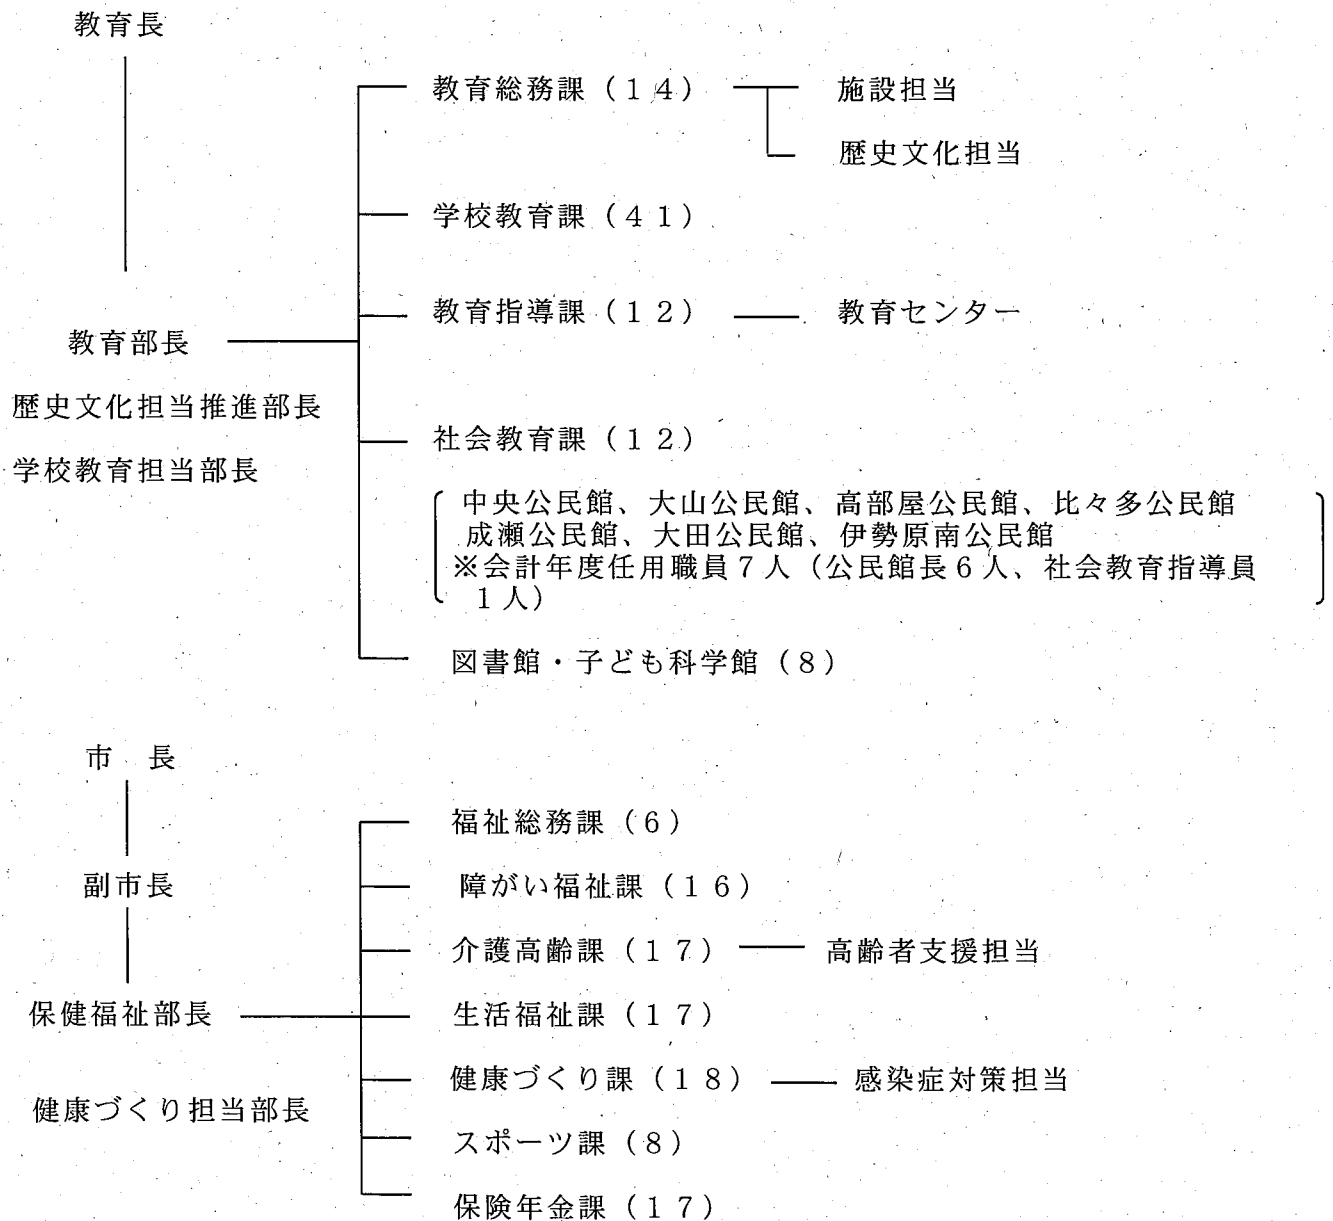 教育長
教育総務課（１４） 施設担当
歴史文化担当
学校教育課（４１）
教育指導課（１２） 教育センター
教育部長
歴史文化担当推進部長
社会教育課（１２）
学校教育担当部長
中央公民館、大山公民館、高部屋公民館、比々多公民館
成瀬公民館、大田公民館、伊勢原南公民館
※会計年度任用職員７人（公民館長６人、社会教育指導員
１人）
図書館・子ども科学館（８）
市　長
福祉総務課（６）
副市長
障がい福祉課（１６）
介護高齢課（１７） 高齢者支援担当
保健福祉部長
生活福祉課（１７）
健康づくり課（１８） 感染症対策担当
健康づくり担当部長
スポーツ課（８）
保険年金課（１７）